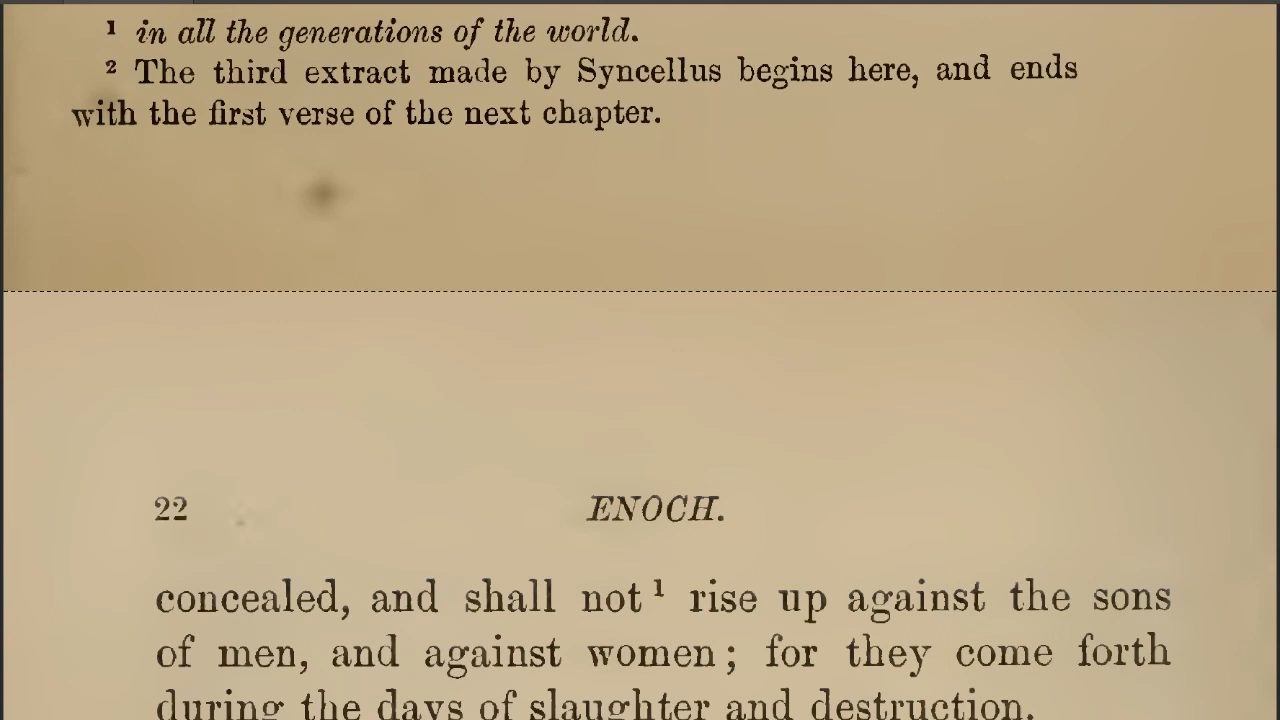 ¹ in all the generations of the world.
² The third extract made by Syncellus begins here, and ends
with the first verse of the next chapter.
22 ENOCH.
concealed, and shall not ¹ rise up against the sons
of men, and against women ; for they come forth
during the days of slaughter and destruction.